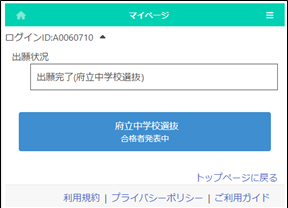 マイページ
ログインID:A0060710
出願状況
出願完了(府立中学校選抜)
府立中学校選抜
合格者発表中
トップページに戻る
利用規約 | プライバシーポリシー | ご利用ガイド